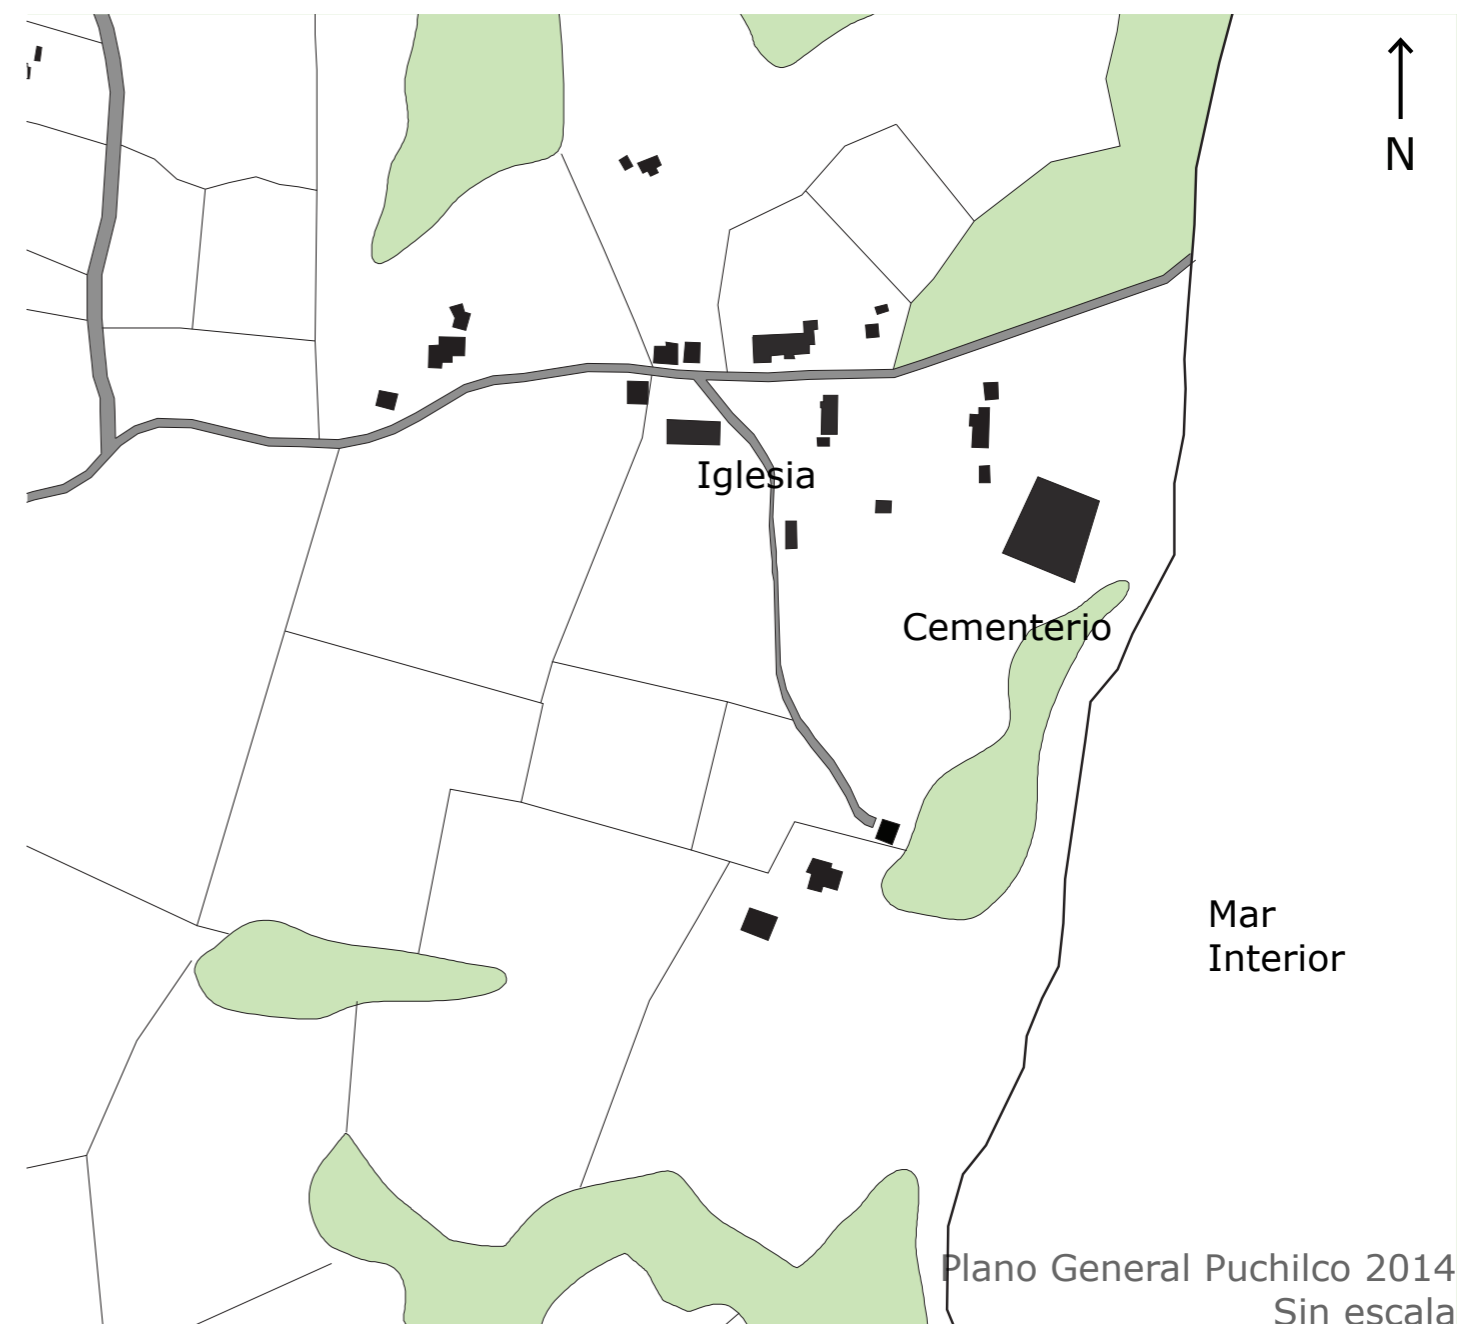 N
Iglesia
Cementerio
Mar
Interior
Plano General Puchilco 2014
Sin escala